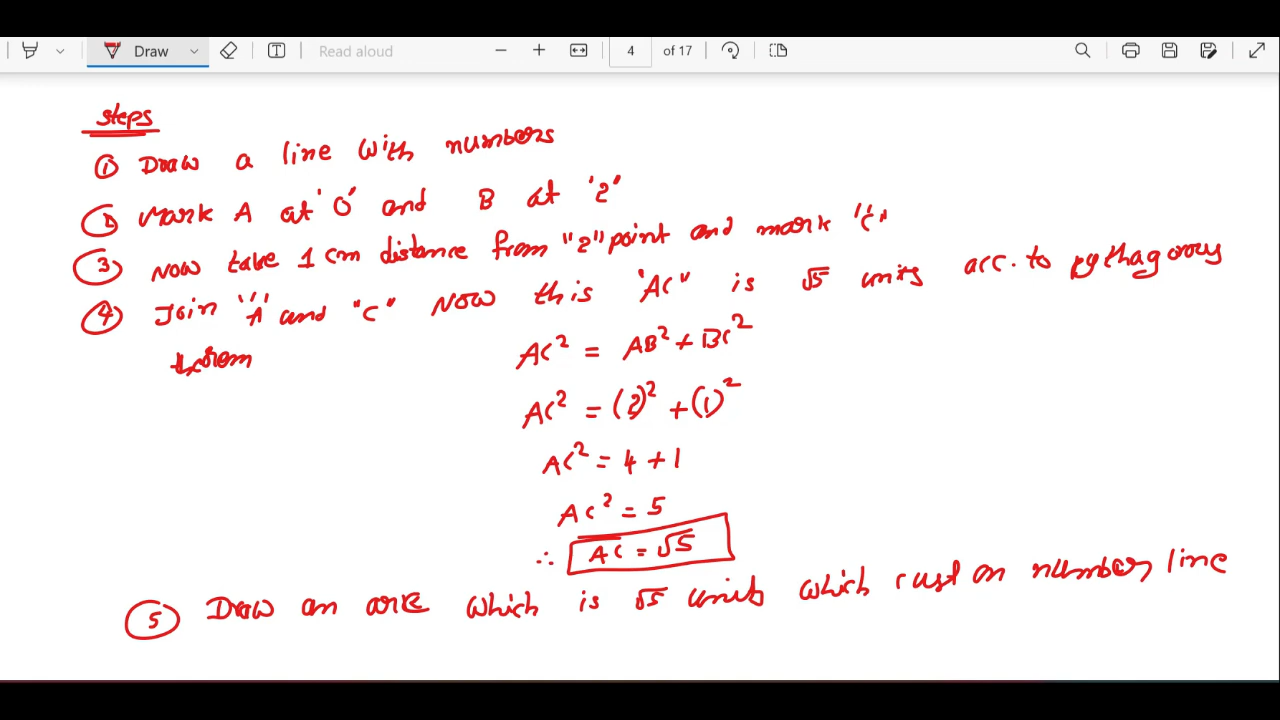 Draw
Read aloud
4 of 17
steps
① Draw a line with numbers
② Mark A at '0' and B at '2'
③ Now take 1 cm distance from "2" point and mark "C"
④ Join "A" and "C" Now this "AC" is √5 units acc. to pythagorous
AC² = AB² + BC²
AC² = (2)² + (1)²
AC² = 4 + 1
AC² = 5
∴ AC = √5
⑤ Draw an arc which is √5 units which on number line